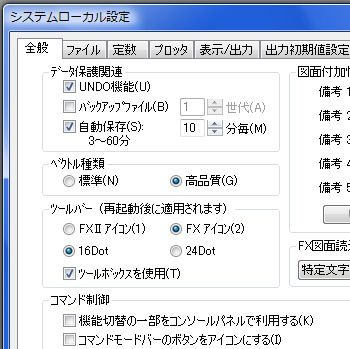 システムローカル設定
全般 ファイル 定数 プロッタ 表示/出力 出力初期値設定
データ保護関連
UNDO機能(U)
バックアップファイル(B) 1 世代(A)
自動保存(S): 10 分毎(M)
3～60分
ベクトル種類
標準(N) 高品質(G)
ツールバー (再起動後に適用されます)
FXⅡアイコン(1) FXアイコン(2)
16Dot 24Dot
ツールボックスを使用(T)
コマンド制御
機能切替の一部をコンソールパネルで利用する(K)
コマンドモードバーのボタンをアイコンにする(I)
図面付加情
備考 1
備考
備考
備考
備考
FX図面読
特定文字